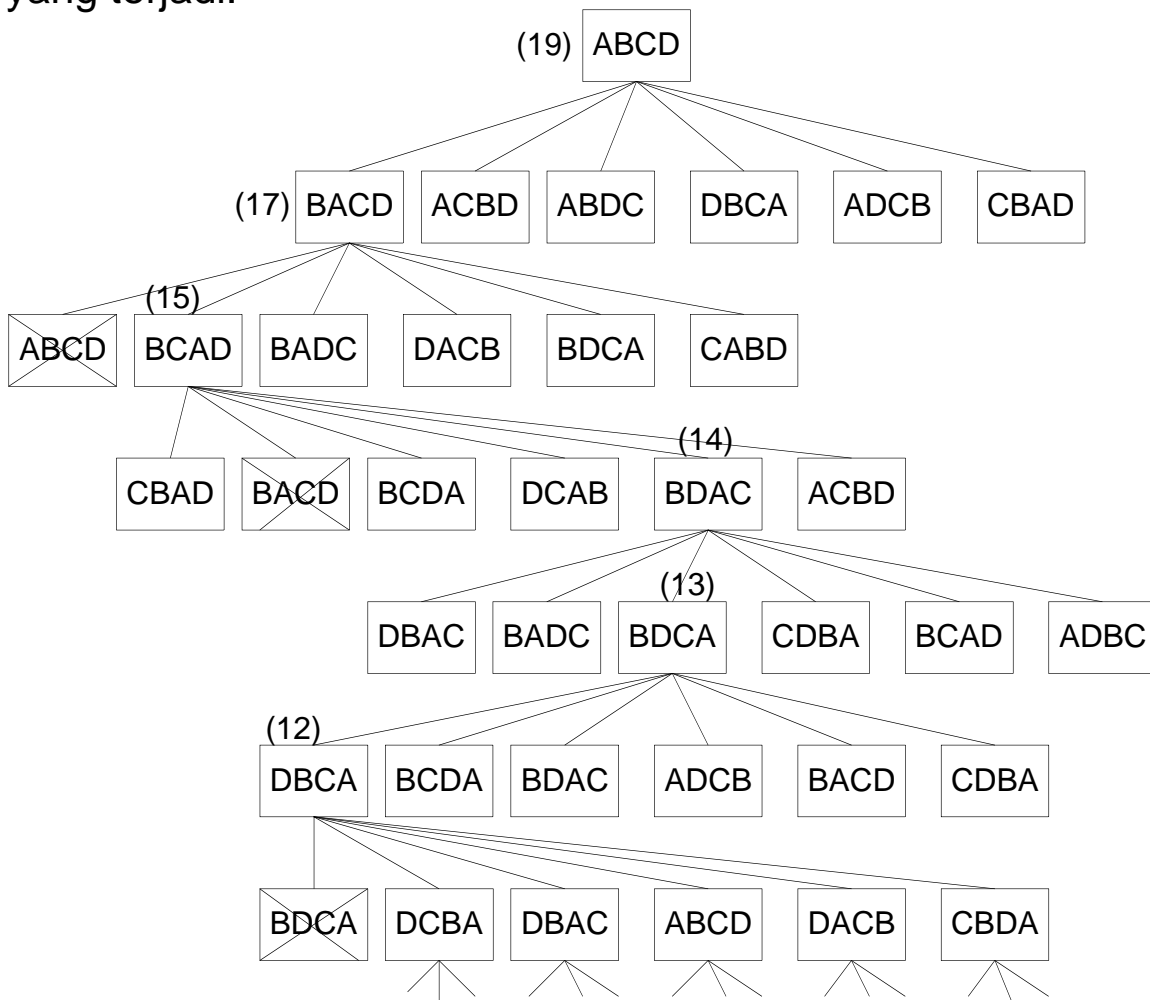 yang terjadi.
(19) ABCD
(17) BACD ACBD ABDC DBCA ADCB CBAD
(15)
ABCD BCAD BADC DACB BDCA CABD
(14)
CBAD BACD BCDA DCAB BDAC ACBD
(13)
DBAC BADC BDCA CDBA BCAD ADBC
(12)
DBCA BCDA BDAC ADCB BACD CDBA
BDCA DCBA DBAC ABCD DACB CBDA